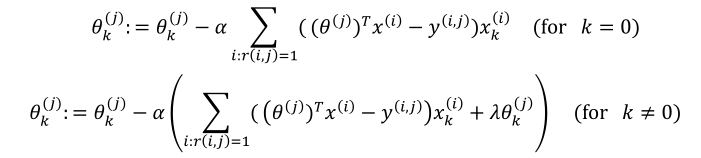 θ_k^{(j)} := θ_k^{(j)} − α ∑_{i:r(i,j)=1} ( (θ^{(j)})^T x^{(i)} − y^{(i,j)}) x_k^{(i)} (for k = 0)
θ_k^{(j)} := θ_k^{(j)} − α ( ∑_{i:r(i,j)=1} ( (θ^{(j)})^T x^{(i)} − y^{(i,j)}) x_k^{(i)} + λθ_k^{(j)} ) (for k ≠ 0)